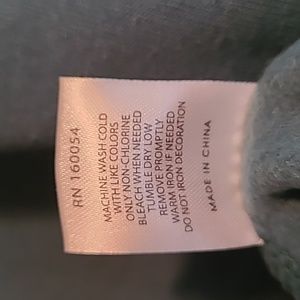 RN 160054
MACHINE WASH COLD
WITH LIKE COLORS
ONLY NON-CHLORINE
BLEACH WHEN NEEDED
TUMBLE DRY LOW
REMOVE PROMPTLY
WARM IRON IF NEEDED
DO NOT IRON DECORATION
MADE IN CHINA